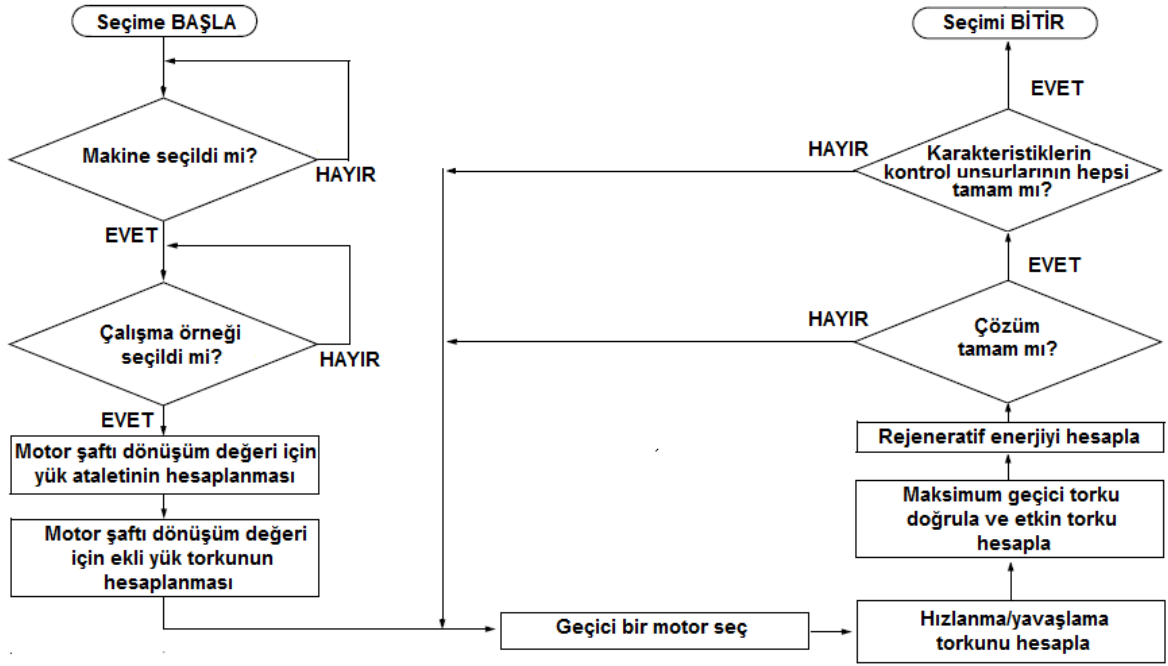 Seçime BAŞLA
Makine seçildi mi?
HAYIR
EVET
Çalışma örneği
seçildi mi?
HAYIR
EVET
Motor şaftı dönüşüm değeri için
yük ataletinin hesaplanması
Motor şaftı dönüşüm değeri
için ekli yük torkunun
hesaplanması
Geçici bir motor seç
Hızlanma/yavaşlama
torkunu hesapla
Maksimum geçici torku
doğrula ve etkin torku
hesapla
Rejeneratif enerjiyi hesapla
Çözüm
tamam mı?
HAYIR
EVET
Karakteristiklerin
kontrol unsurlarının hepsi
tamam mı?
HAYIR
EVET
Seçimi BİTİR